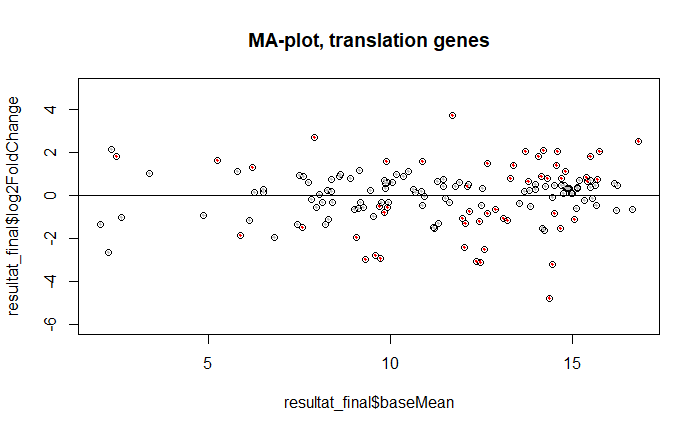 MA-plot, translation genes
resultat_final$log2FoldChange
4
2
0
-2
-4
-6
5 10 15
resultat_final$baseMean